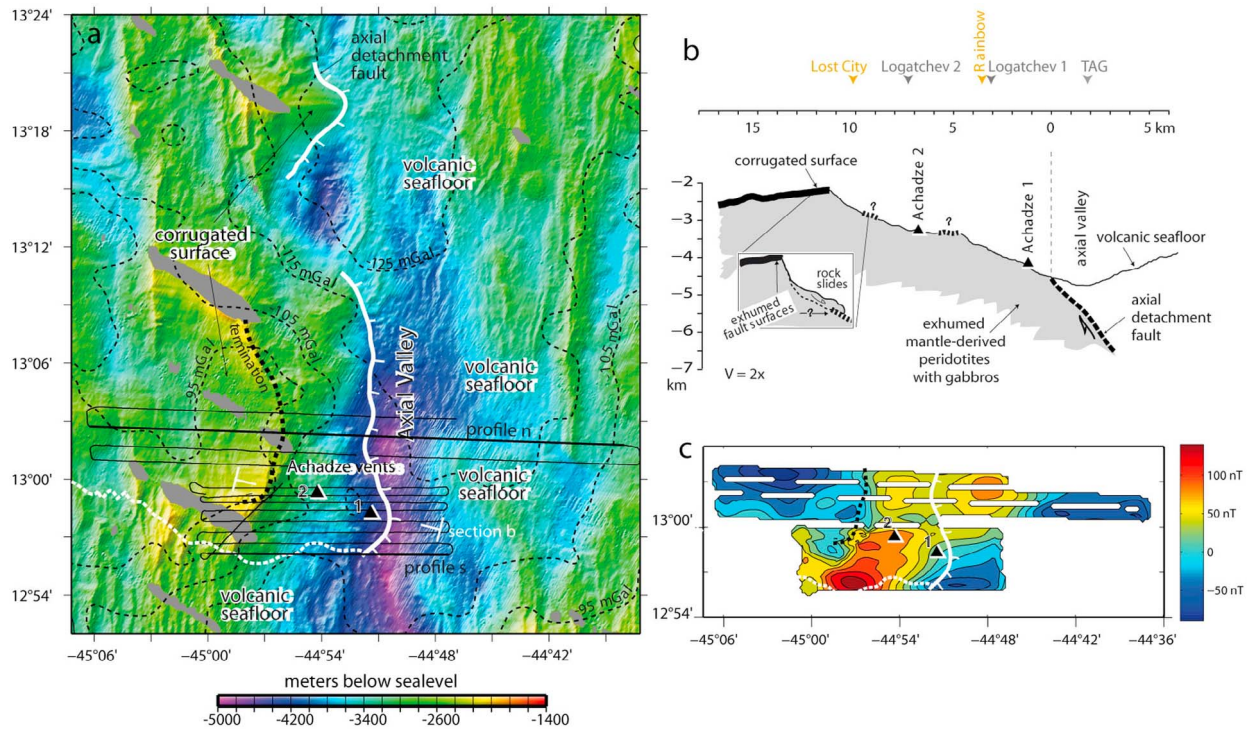 a
13°24'
13°18'
13°12'
13°06'
13°00'
12°54'
axial
detachment
fault
volcanic
seafloor
corrugated
surface
115 mGal
125 mGal
105 mGal
termination
95 mGal
105 mGal
volcanic
seafloor
Axial Valley
profile n
Achadze vents
volcanic
seafloor
2
1
section b
profile s
volcanic
seafloor
95 mGal
−45°06'
−45°00'
−44°54'
−44°48'
−44°42'
meters below sealevel
-5000
-4200
-3400
-2600
-1400
b
Lost City
Logatchev 2
Rainbow
Logatchev 1
TAG
15
10
5
0
5 km
corrugated surface
Achadze 2
Achadze 1
axial valley
volcanic seafloor
−2
−3
−4
−5
−6
−7
km
?
?
rock
slides
?
exhumed
fault surfaces
exhumed
mantle-derived
peridotites
with gabbros
axial
detachment
fault
V = 2x
c
13°00'
12°54'
2
1
−45°06'
−45°00'
−44°54'
−44°48'
−44°42'
−44°36'
100 nT
50 nT
0
−50 nT